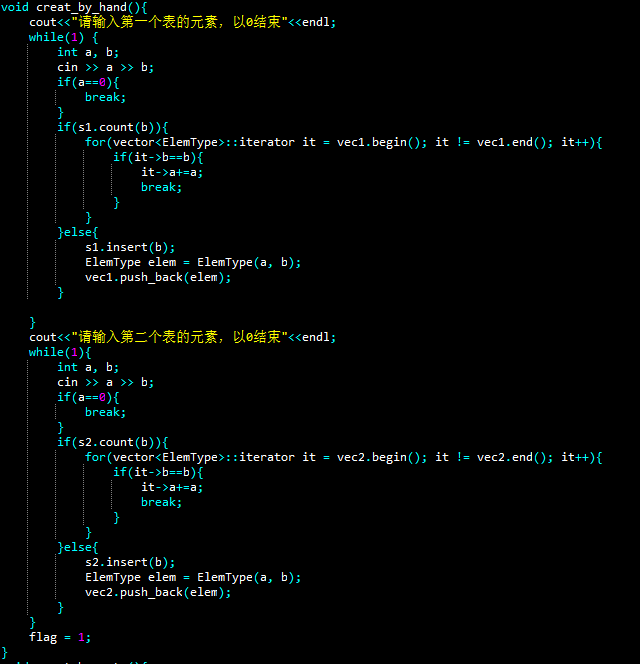 void creat_by_hand(){
    cout<<"请输入第一个表的元素，以0结束"<<endl;
    while(1) {
        int a, b;
        cin >> a >> b;
        if(a==0){
            break;
        }
        if(s1.count(b)){
            for(vector<ElemType>::iterator it = vec1.begin(); it != vec1.end(); it++){
                if(it->b==b){
                    it->a+=a;
                    break;
                }
            }
        }else{
            s1.insert(b);
            ElemType elem = ElemType(a, b);
            vec1.push_back(elem);
        }
    }
    cout<<"请输入第二个表的元素，以0结束"<<endl;
    while(1){
        int a, b;
        cin >> a >> b;
        if(a==0){
            break;
        }
        if(s2.count(b)){
            for(vector<ElemType>::iterator it = vec2.begin(); it != vec2.end(); it++){
                if(it->b==b){
                    it->a+=a;
                    break;
                }
            }
        }else{
            s2.insert(b);
            ElemType elem = ElemType(a, b);
            vec2.push_back(elem);
        }
    }
    flag = 1;
}